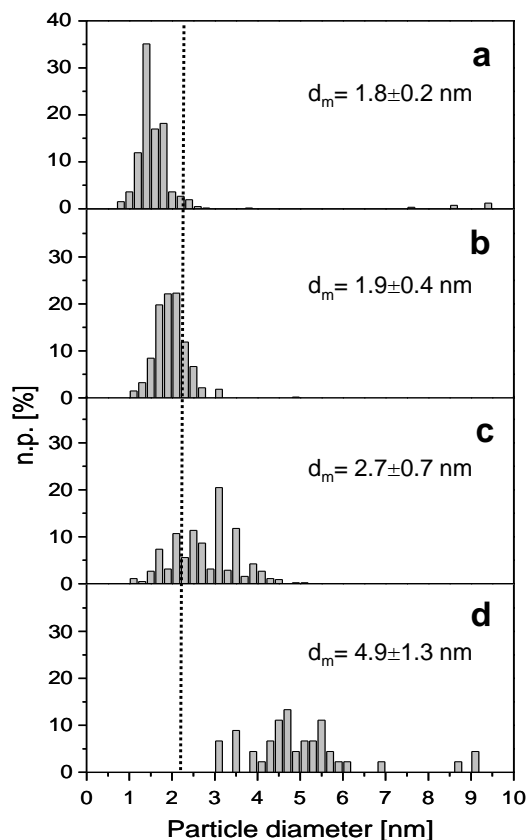 40
a
30
dm= 1.8±0.2 nm
20
10
0
b
30
dm= 1.9±0.4 nm
20
10
0
c
30
dm= 2.7±0.7 nm
20
10
0
d
30
dm= 4.9±1.3 nm
20
10
0
n.p. [%]
0 1 2 3 4 5 6 7 8 9 10
Particle diameter [nm]